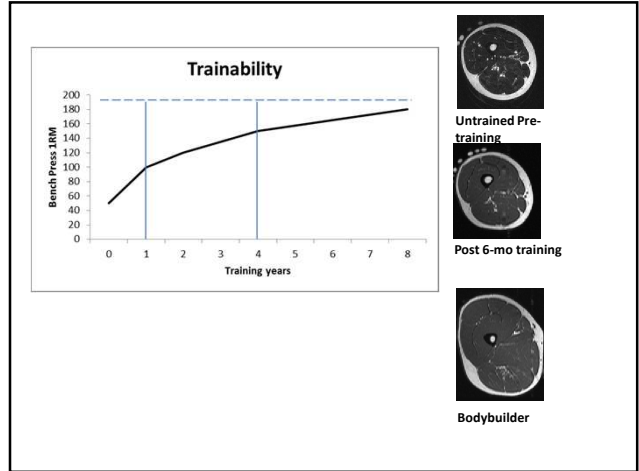 Trainability
Bench Press 1RM
200
180
160
140
120
100
80
60
40
20
0
0 1 2 3 4 5 6 7 8
Training years
Untrained Pre-
training
Post 6-mo training
Bodybuilder